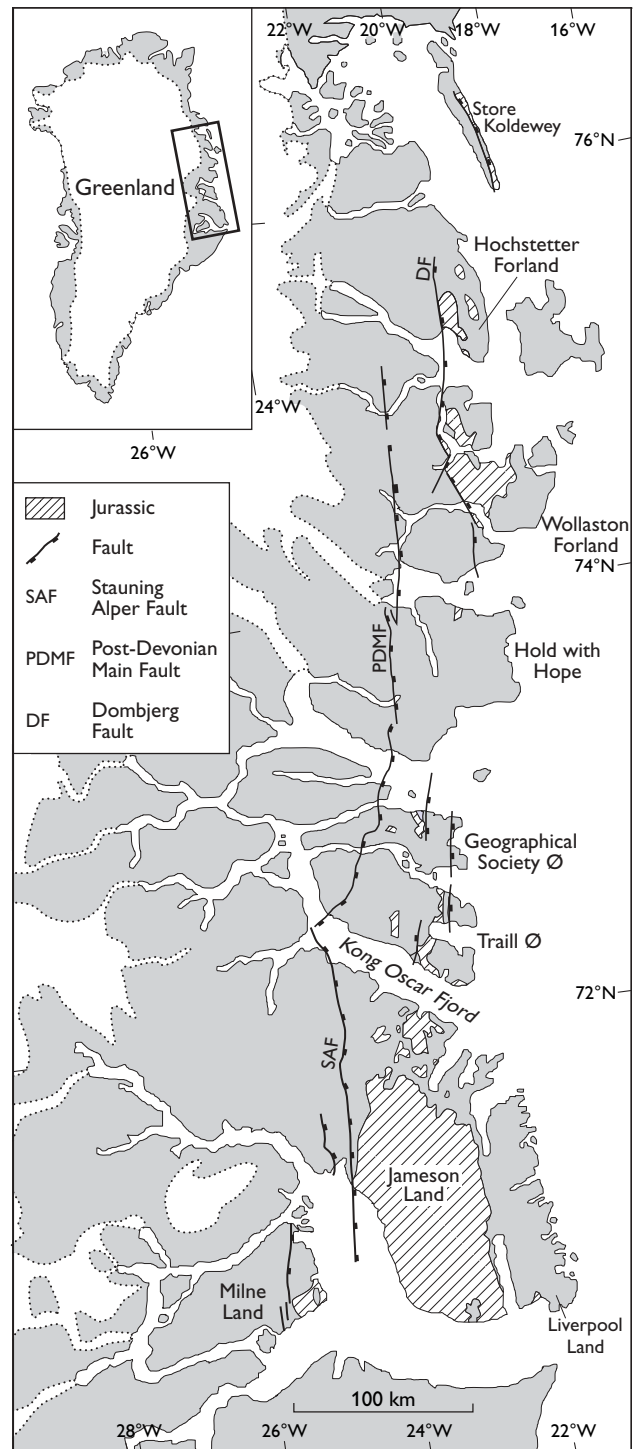 22°W 20°W 18°W 16°W
Store
Koldewey
76°N
Greenland
Hochstetter
Forland
DF
24°W
26°W
Jurassic
Fault
SAF Stauning
Alper Fault
PDMF Post-Devonian
Main Fault
DF Dombjerg
Fault
Wollaston
Forland
74°N
PDMF
Hold with
Hope
Geographical
Society Ø
Traill Ø
Kong Oscar Fjord
72°N
SAF
Jameson
Land
Milne
Land
Liverpool
Land
100 km
28°W 26°W 24°W 22°W